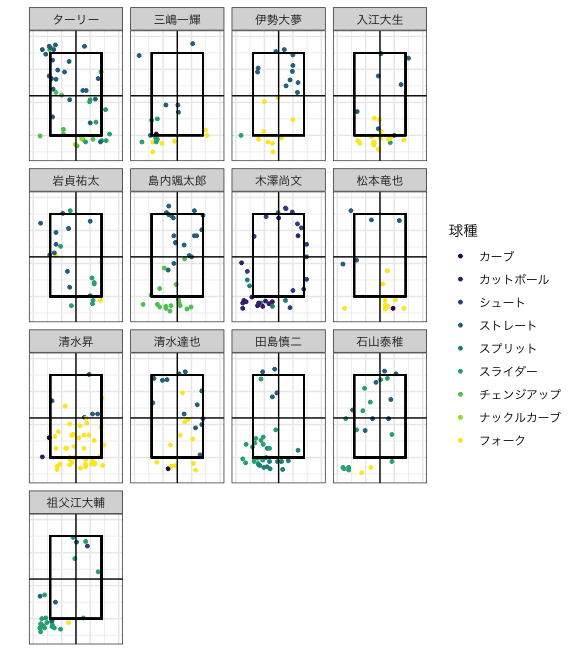 ターリー
三嶋一輝
伊勢大夢
入江大生
岩貞祐太
島内颯太郎
木澤尚文
松本竜也
清水昇
清水達也
田島慎二
石山泰稚
祖父江大輔
球種
カーブ
カットボール
シュート
ストレート
スプリット
スライダー
チェンジアップ
ナックルカーブ
フォーク